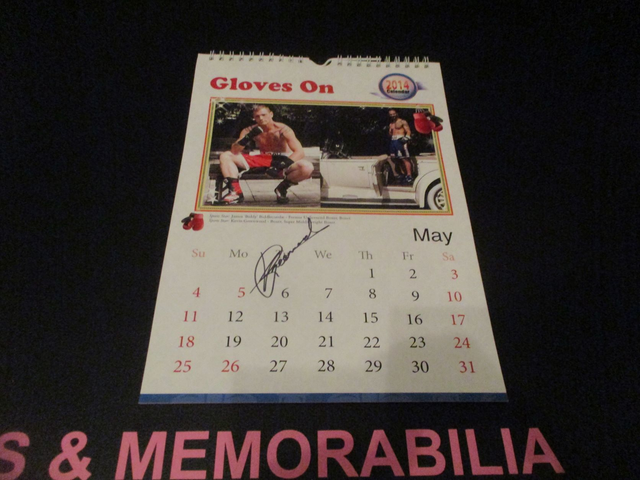 Gloves On
2014
May
Su Mo We Th Fr Sa
1 2 3
4 5 6 7 8 9 10
11 12 13 14 15 16 17
18 19 20 21 22 23 24
25 26 27 28 29 30 31
S & MEMORABILIA